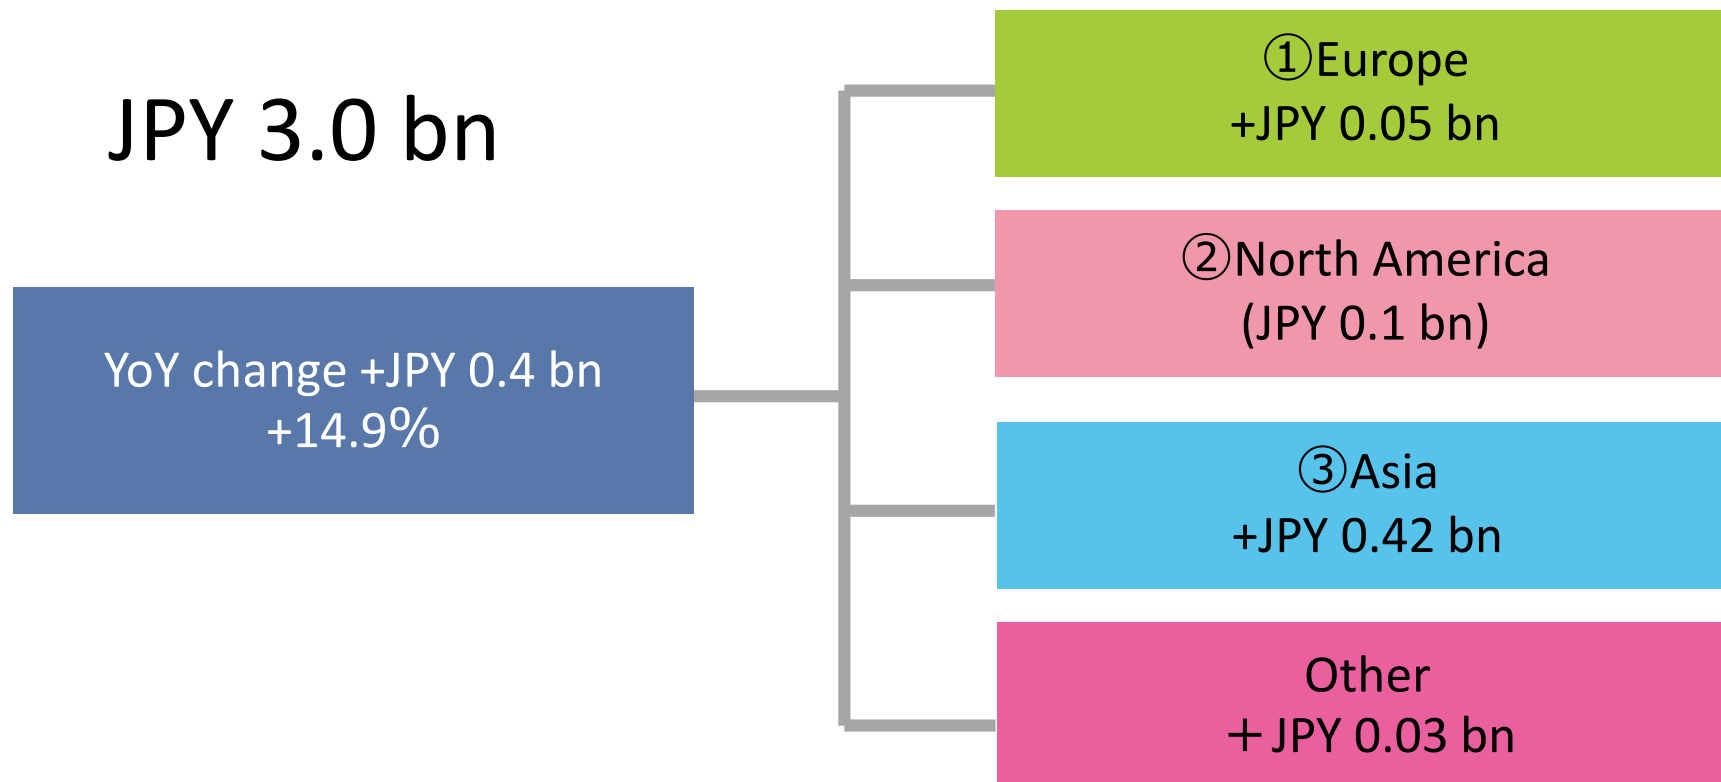 JPY 3.0 bn
YoY change +JPY 0.4 bn
+14.9%
①Europe
+JPY 0.05 bn
②North America
(JPY 0.1 bn)
③Asia
+JPY 0.42 bn
Other
＋JPY 0.03 bn